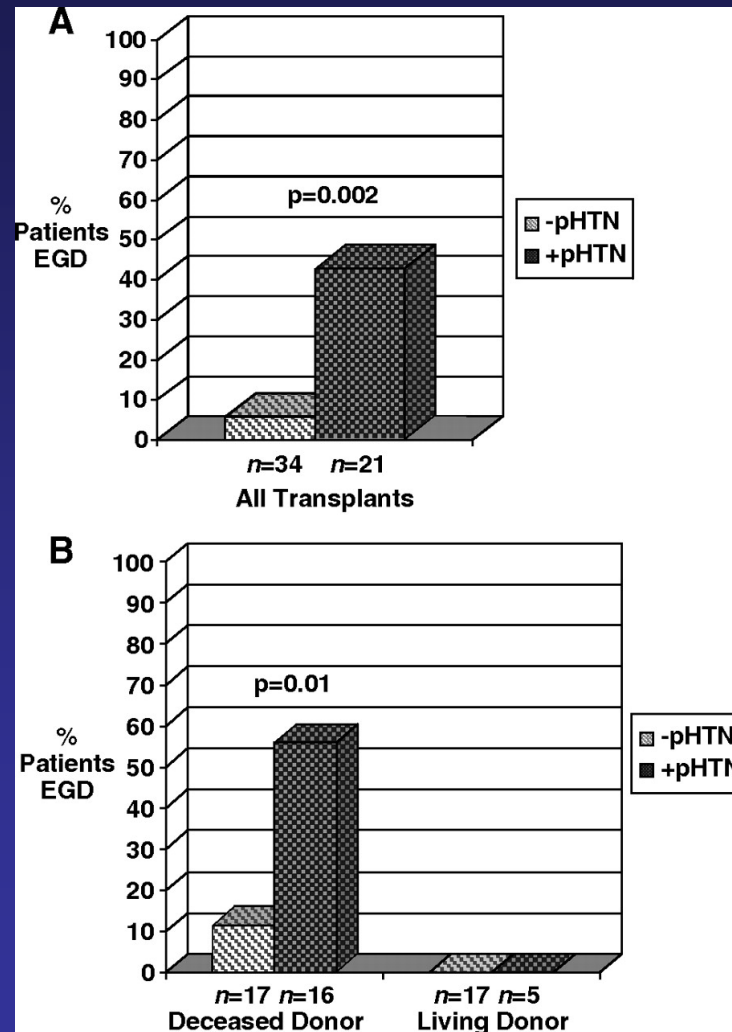 A
100
90
80
70
60
50
40
30
20
10
0
%
Patients
EGD
p=0.002
-pHTN
+pHTN
n=34 n=21
All Transplants
B
100
90
80
70
60
50
40
30
20
10
0
%
Patients
EGD
p=0.01
-pHTN
+pHTN
n=17 n=16 n=17 n=5
Deceased Donor Living Donor